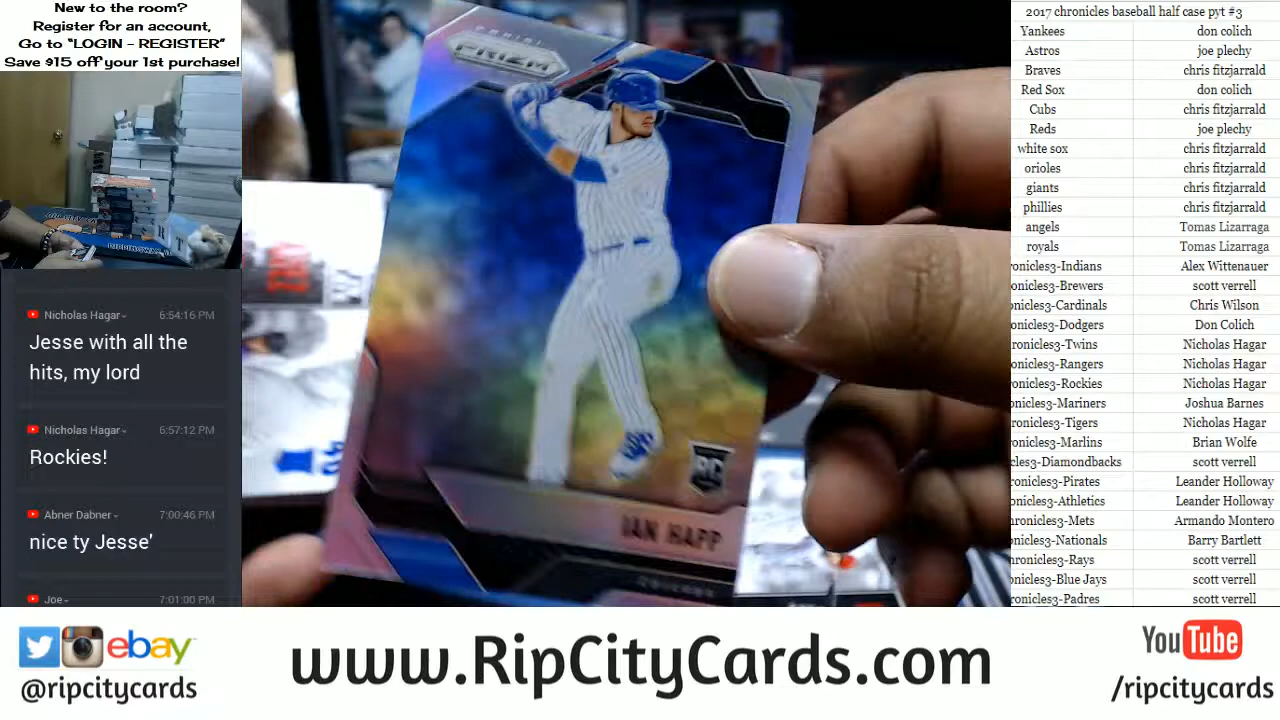 New to the room?
Register for an account,
Go to “LOGIN - REGISTER”
Save $15 off your 1st purchase!
Nicholas Hagar 6:54:16 PM
Jesse with all the
hits, my lord
Nicholas Hagar 6:57:12 PM
Rockies!
Abner Dabner 7:00:46 PM
nice ty Jesse'
Joe 7:01:00 PM
PANINI
PRIZM
RC
IAN HAPP
2017 chronicles baseball half case pyt #3
Yankees don colich
Astros joe plechy
Braves chris fitzjarrald
Red Sox don colich
Cubs chris fitzjarrald
Reds joe plechy
white sox chris fitzjarrald
orioles chris fitzjarrald
giants chris fitzjarrald
phillies chris fitzjarrald
angels Tomas Lizarraga
royals Tomas Lizarraga
ronicles3-Indians Alex Wittenauer
ronicles3-Brewers scott verrell
onicles3-Cardinals Chris Wilson
onicles3-Dodgers Don Colich
ronicles3-Twins Nicholas Hagar
ronicles3-Rangers Nicholas Hagar
ronicles3-Rockies Nicholas Hagar
onicles3-Mariners Joshua Barnes
ronicles3-Tigers Nicholas Hagar
ronicles3-Marlins Brian Wolfe
cles3-Diamondbacks scott verrell
ronicles3-Pirates Leander Holloway
onicles3-Athletics Leander Holloway
hronicles3-Mets Armando Montero
onicles3-Nationals Barry Bartlett
hronicles3-Rays scott verrell
onicles3-Blue Jays scott verrell
ronicles3-Padres scott verrell
ebay
@ripcitycards
www.RipCityCards.com
YouTube
/ripcitycards